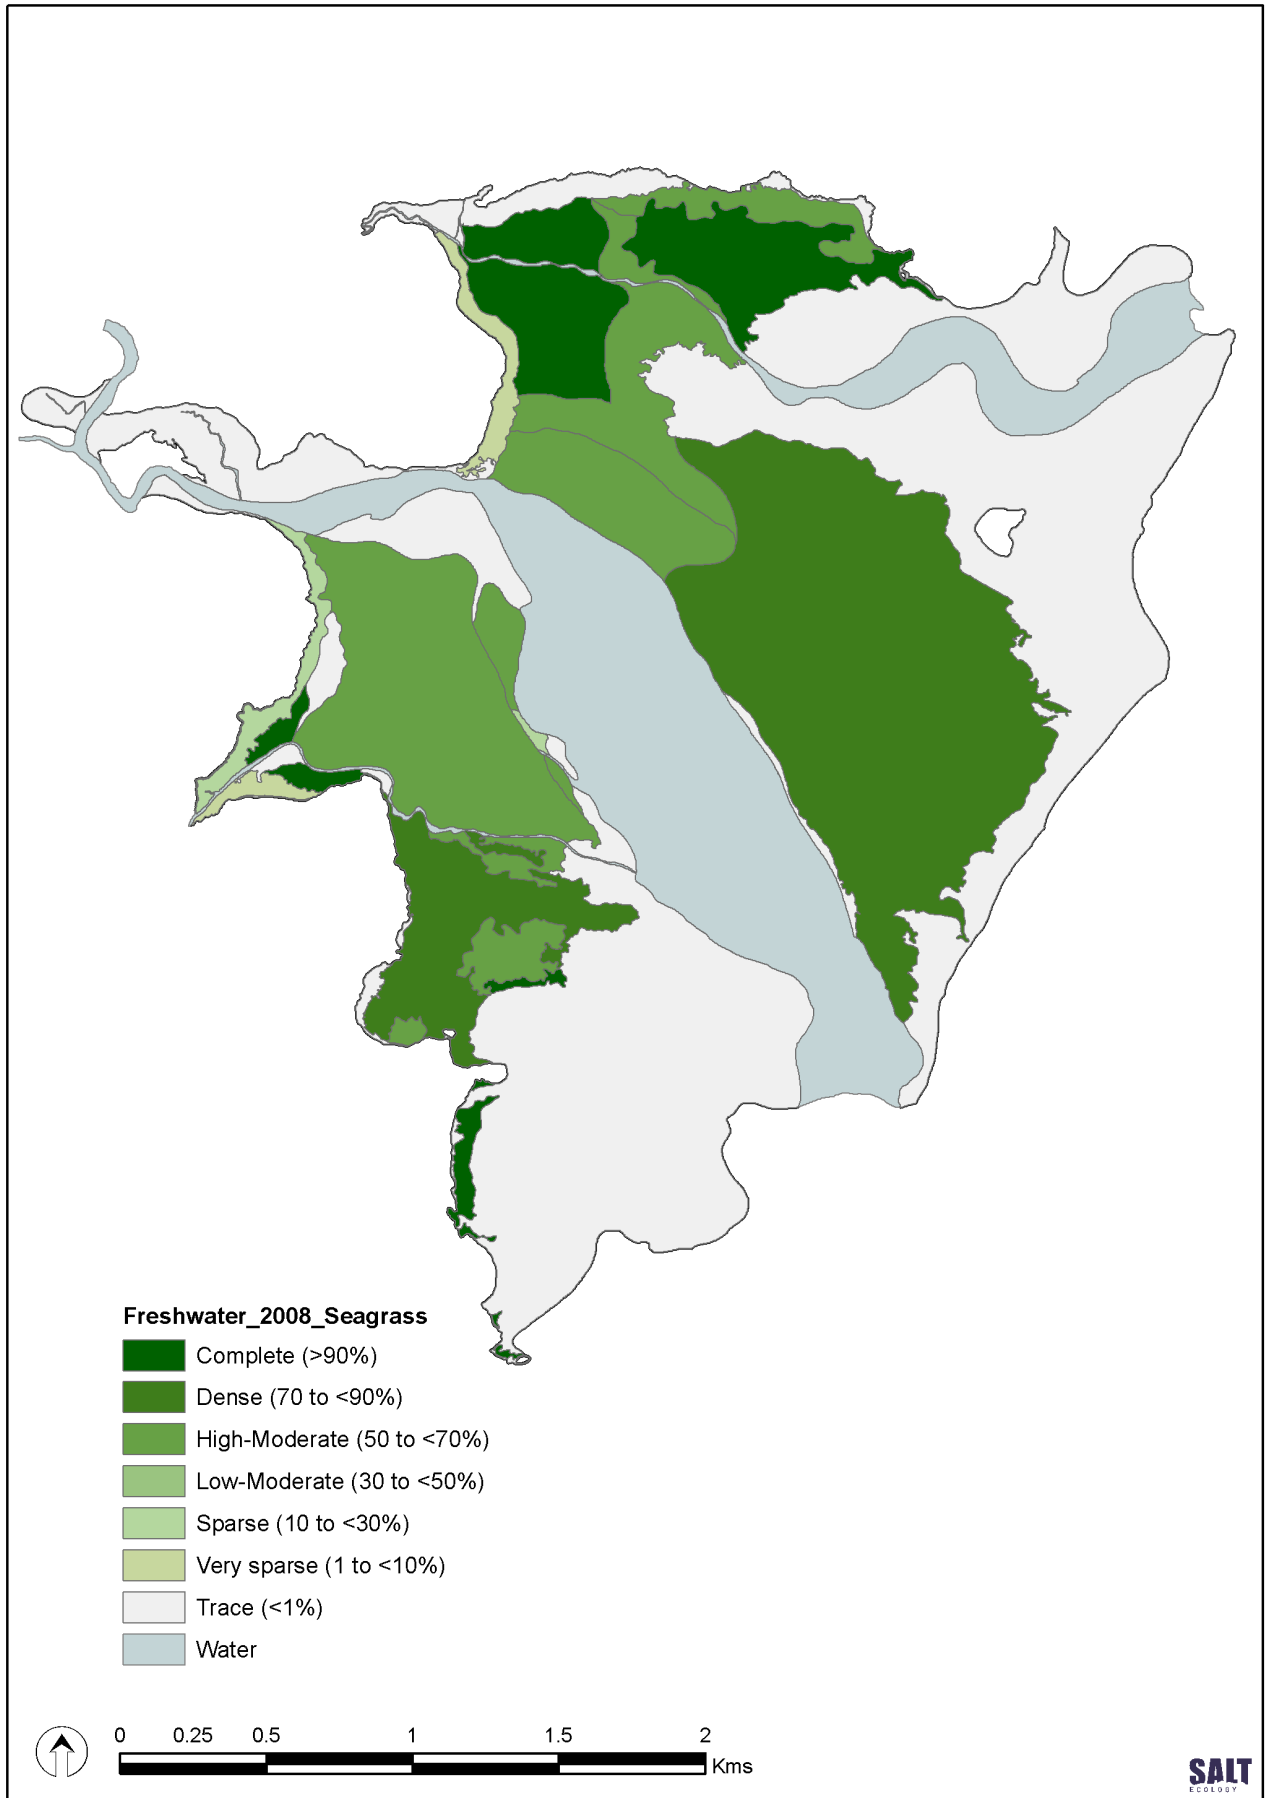 Freshwater_2008_Seagrass
Complete (>90%)
Dense (70 to <90%)
High-Moderate (50 to <70%)
Low-Moderate (30 to <50%)
Sparse (10 to <30%)
Very sparse (1 to <10%)
Trace (<1%)
Water
0 0.25 0.5 1 1.5 2
Kms
SALT
ECOLOGY